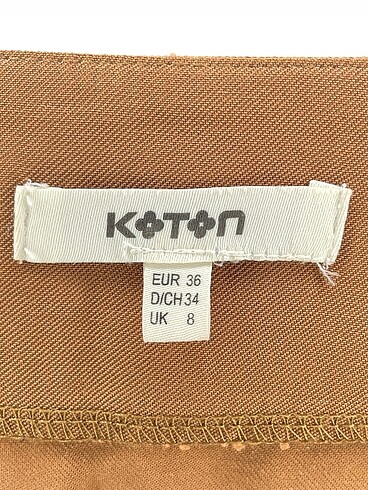 KOTON
EUR 36
D/CH 34
UK 8